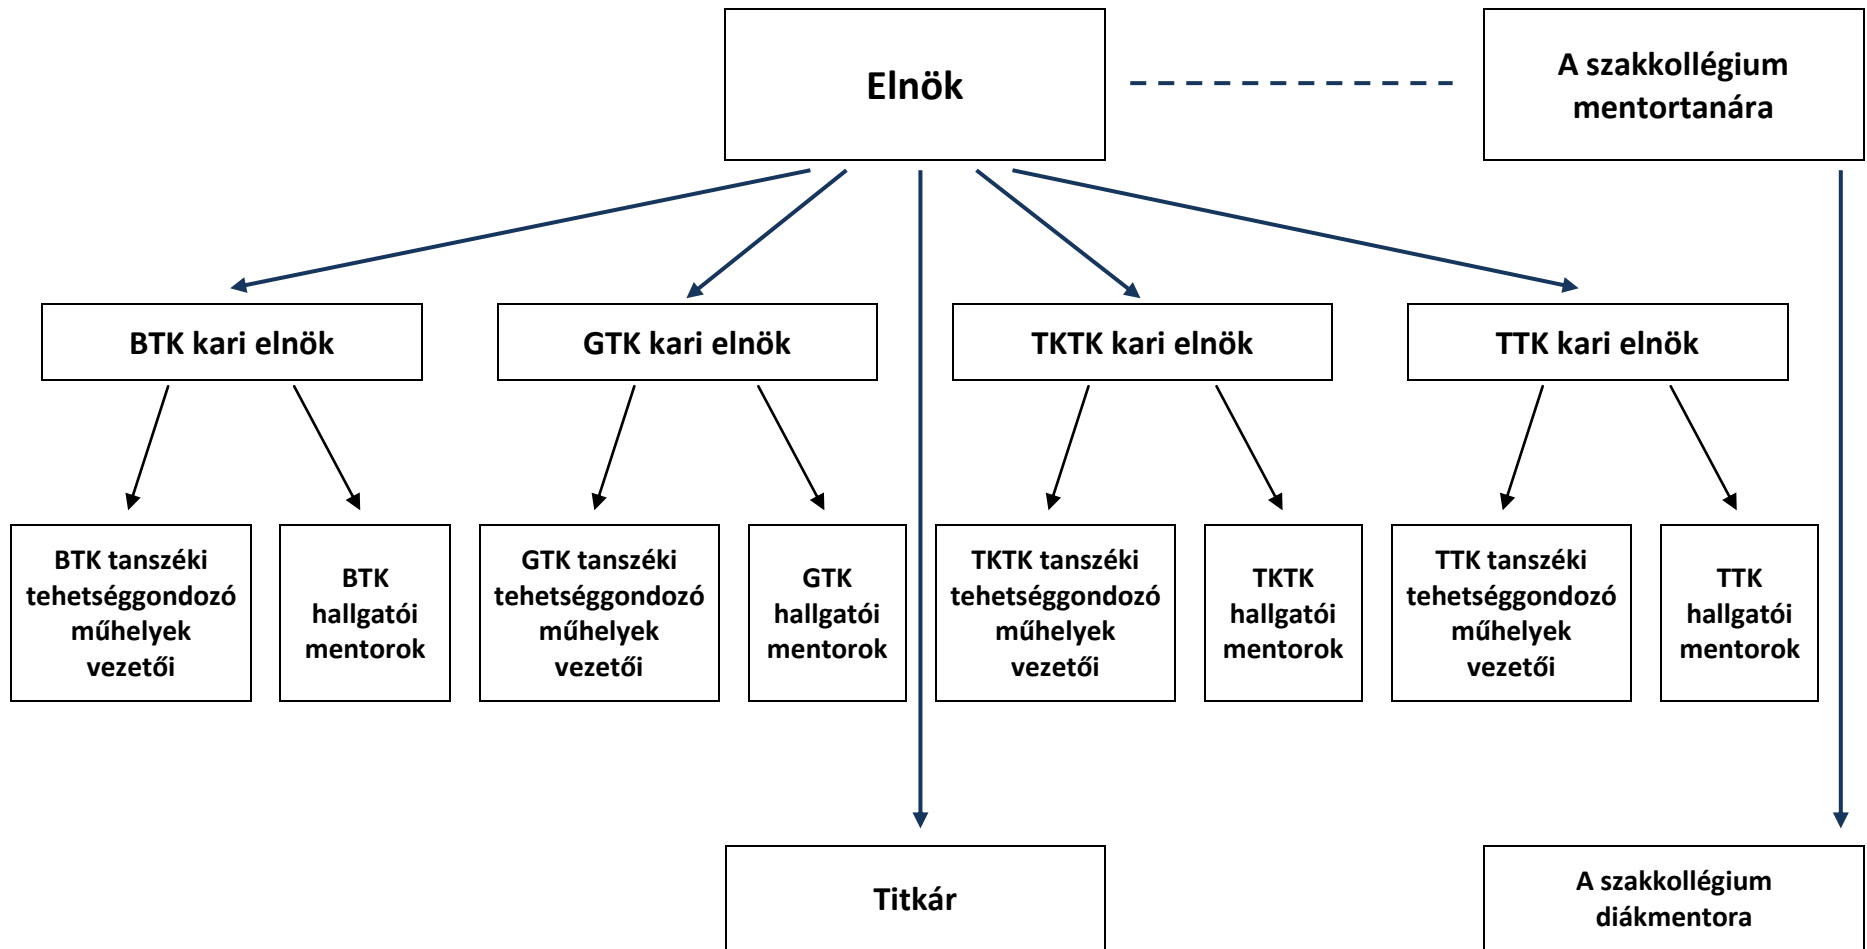 Elnök
A szakkollégium
mentortanára
BTK kari elnök
GTK kari elnök
TKTK kari elnök
TTK kari elnök
BTK tanszéki
tehetséggondozó
műhelyek
vezetői
BTK
hallgatói
mentorok
GTK tanszéki
tehetséggondozó
műhelyek
vezetői
GTK
hallgatói
mentorok
TKTK tanszéki
tehetséggondozó
műhelyek
vezetői
TKTK
hallgatói
mentorok
TTK tanszéki
tehetséggondozó
műhelyek
vezetői
TTK
hallgatói
mentorok
Titkár
A szakkollégium
diákmentora